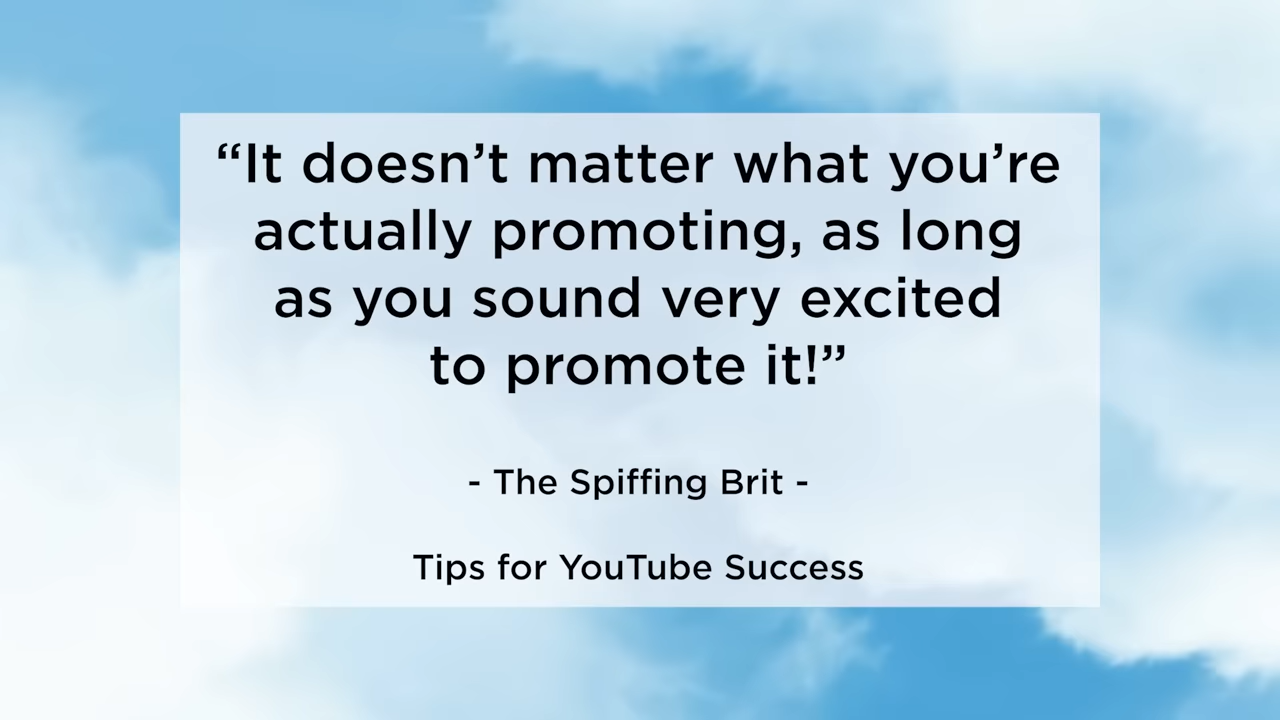 “It doesn’t matter what you’re
actually promoting, as long
as you sound very excited
to promote it!”
- The Spiffing Brit -
Tips for YouTube Success